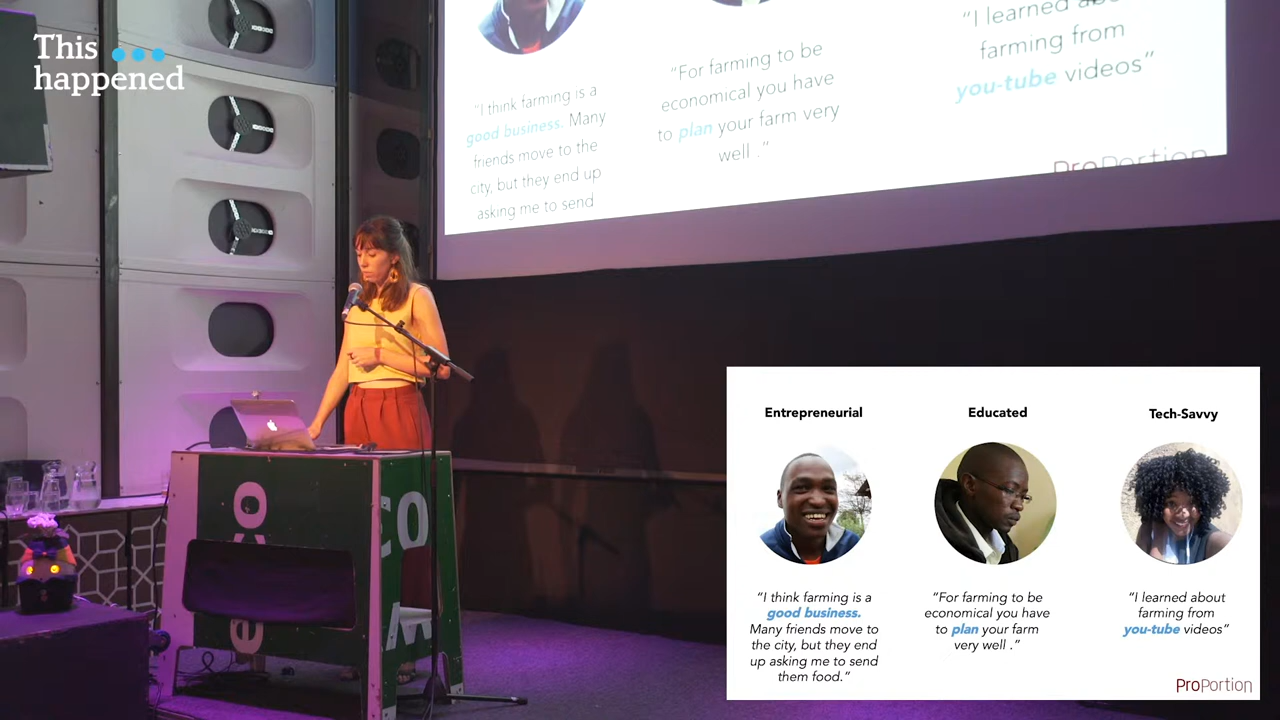 This
happened
"I think farming is a
good business. Many
friends move to the
city, but they end up
asking me to send
"For farming to be
economical you have
to plan your farm very
well ."
"I learned about
farming from
you-tube videos"
ProPortion
Entrepreneurial
Educated
Tech-Savvy
"I think farming is a
good business.
Many friends move to
the city, but they end
up asking me to send
them food."
"For farming to be
economical you have
to plan your farm
very well ."
"I learned about
farming from
you-tube videos"
ProPortion